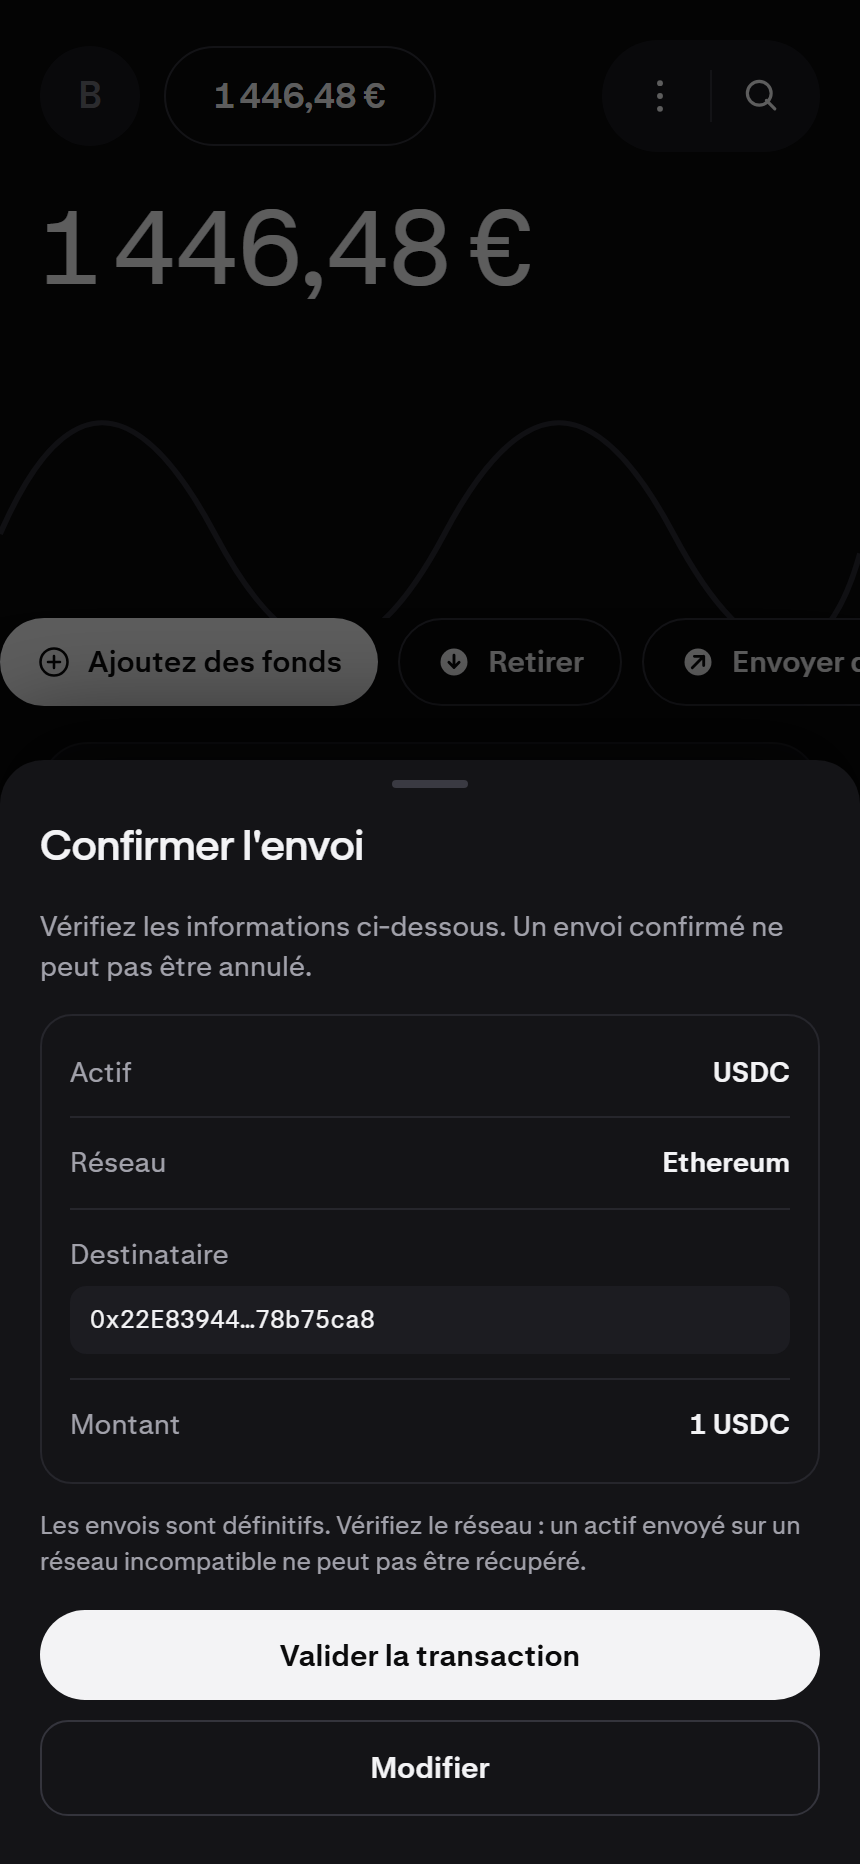 B
1 446,48 €
1 446,48 €
Ajoutez des fonds
Retirer
Envoyer
Confirmer l'envoi
Vérifiez les informations ci-dessous. Un envoi confirmé ne
peut pas être annulé.
Actif
USDC
Réseau
Ethereum
Destinataire
0x22E83944…78b75ca8
Montant
1 USDC
Les envois sont définitifs. Vérifiez le réseau : un actif envoyé sur un
réseau incompatible ne peut pas être récupéré.
Valider la transaction
Modifier